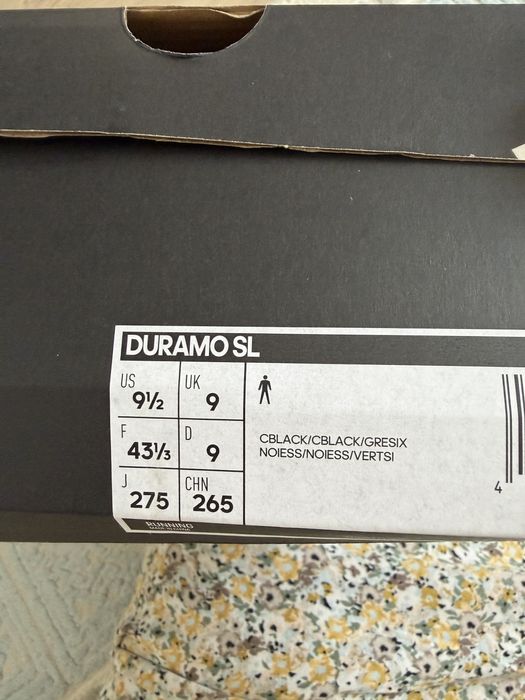 DURAMO SL
US 9½ UK 9
F 43⅓ D 9
J 275 CHN 265
CBLACK/CBLACK/GRESIX
NOIESS/NOIESS/VERTSI
4
RUNNING